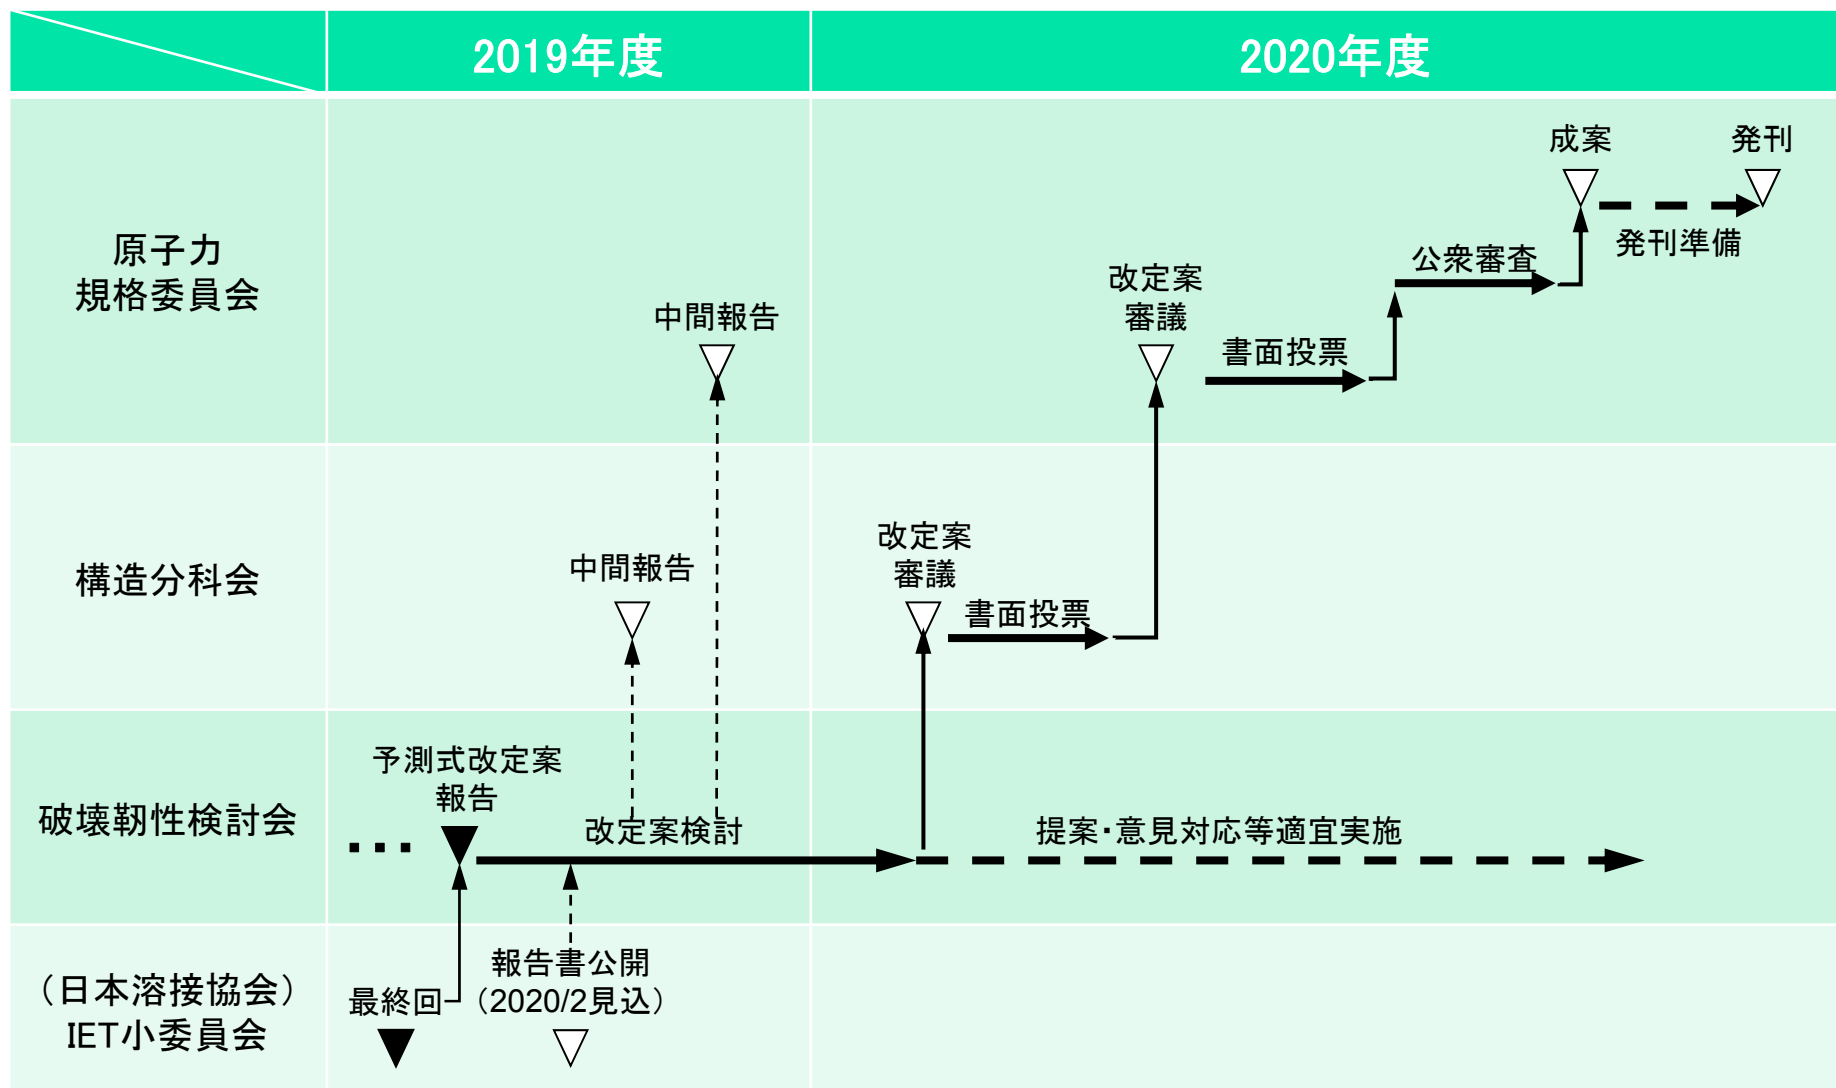 2019年度
2020年度
原子力
規格委員会
中間報告
改定案
審議
書面投票
公衆審査
成案
発刊準備
発刊
構造分科会
中間報告
改定案
審議
書面投票
破壊靭性検討会
予測式改定案
報告
改定案検討
提案・意見対応等適宜実施
（日本溶接協会）
IET小委員会
最終回
報告書公開
（2020/2見込）